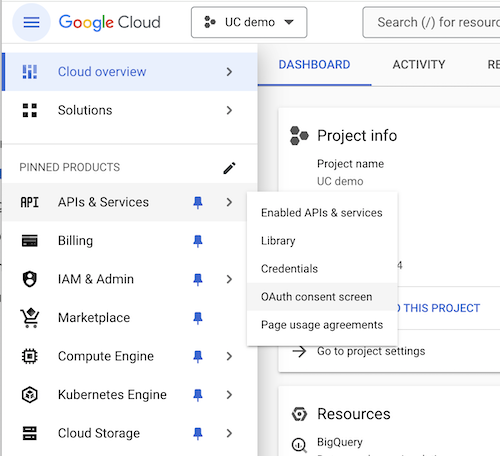 Google Cloud
UC demo
Search (/) for resour
Cloud overview
Solutions
PINNED PRODUCTS
API APIs & Services
Billing
IAM & Admin
Marketplace
Compute Engine
Kubernetes Engine
Cloud Storage
Enabled APIs & services
Library
Credentials
OAuth consent screen
Page usage agreements
DASHBOARD
ACTIVITY
RE
Project info
Project name
UC demo
4
O THIS PROJECT
Go to project settings
Resources
BigQuery